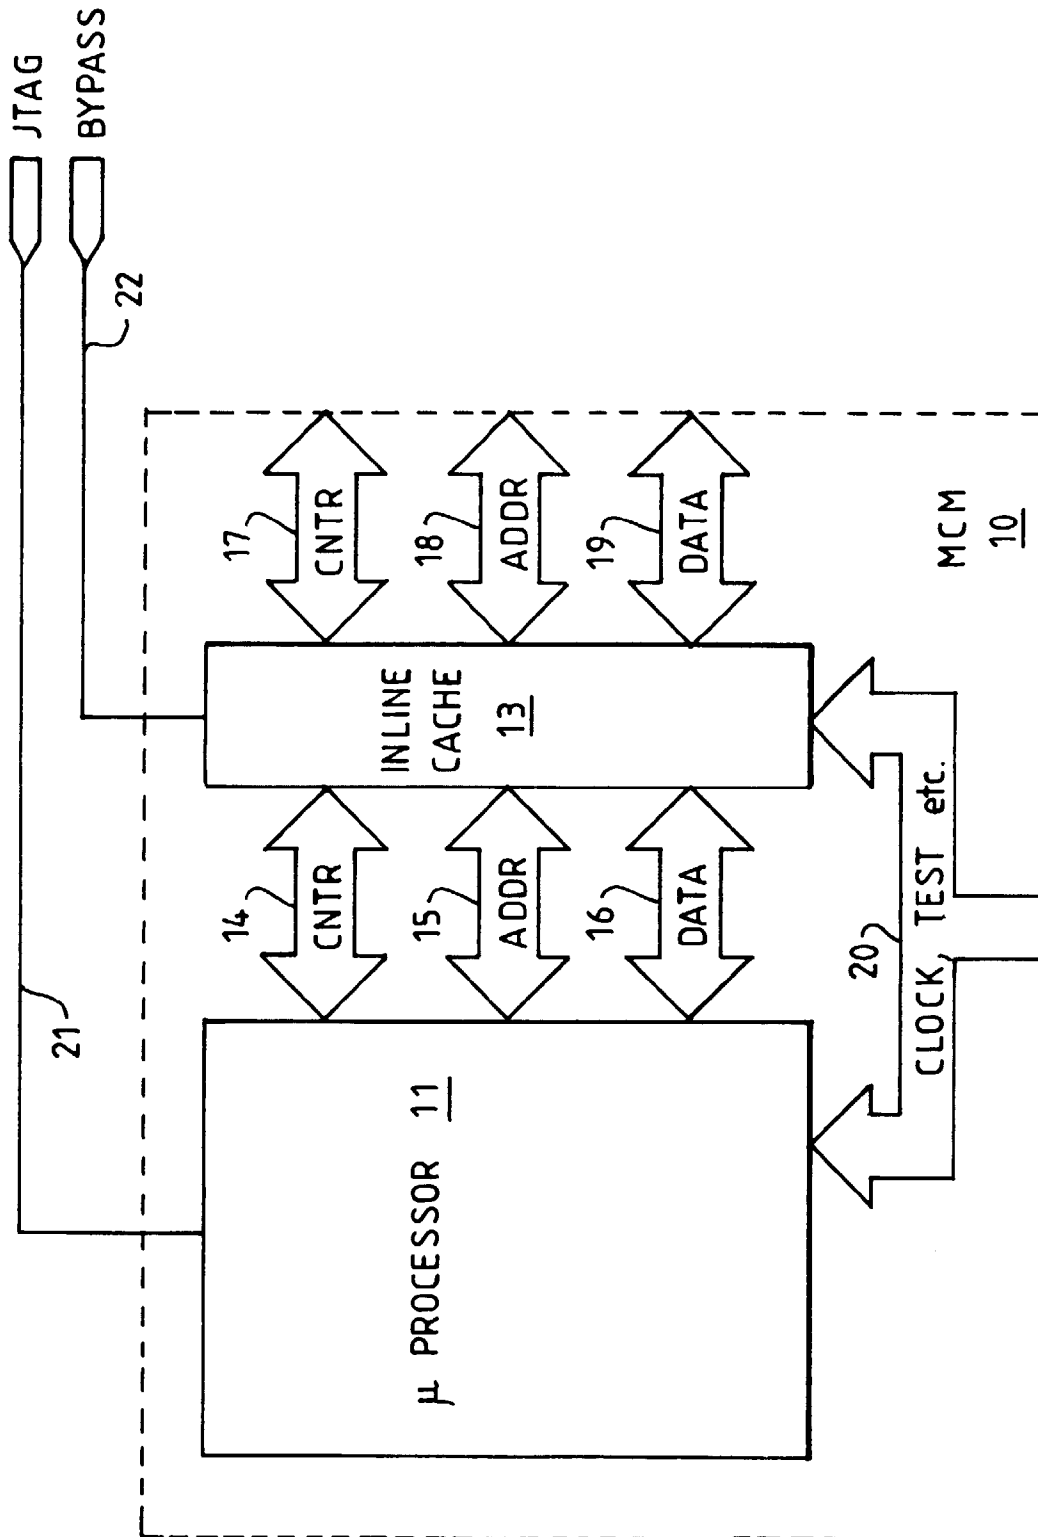 JTAG
BYPASS
21
22
μ PROCESSOR 11
14
CNTR
15
ADDR
16
DATA
INLINE
CACHE
13
17
CNTR
18
ADDR
19
DATA
20
CLOCK, TEST etc.
MCM
10